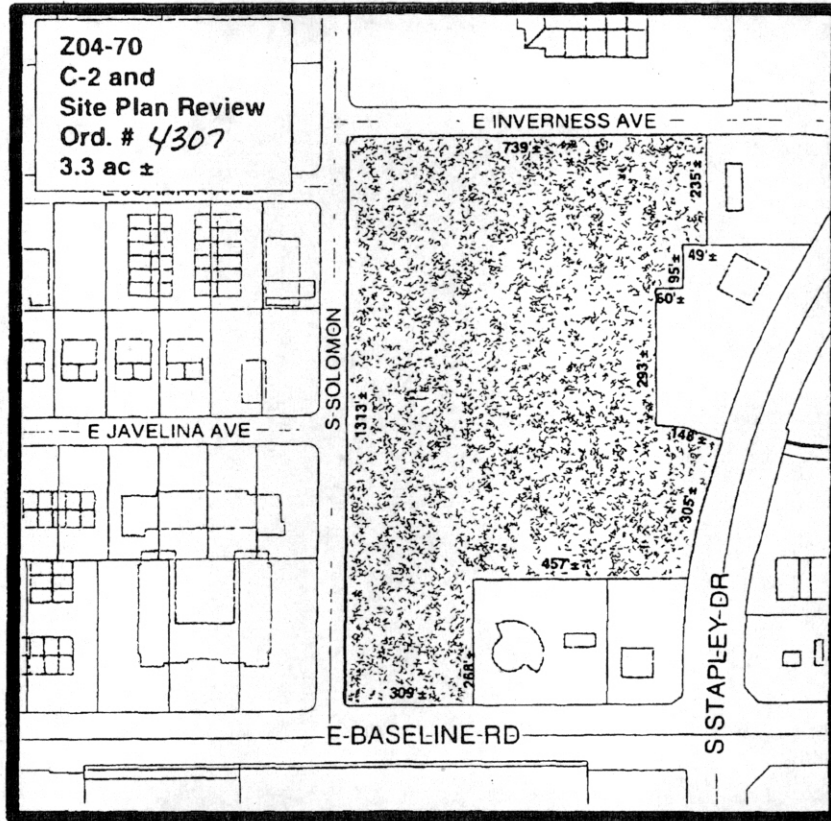 Z04-70
C-2 and
Site Plan Review
Ord. # 4307
3.3 ac ±
E INVERNESS AVE
739'±
235'±
49'±
95'±
60'±
S SOLOMON
293'±
1313'±
E JAVELINA AVE
148'±
305'±
457'±
268'±
309'±
S STAPLEY DR
E BASELINE RD